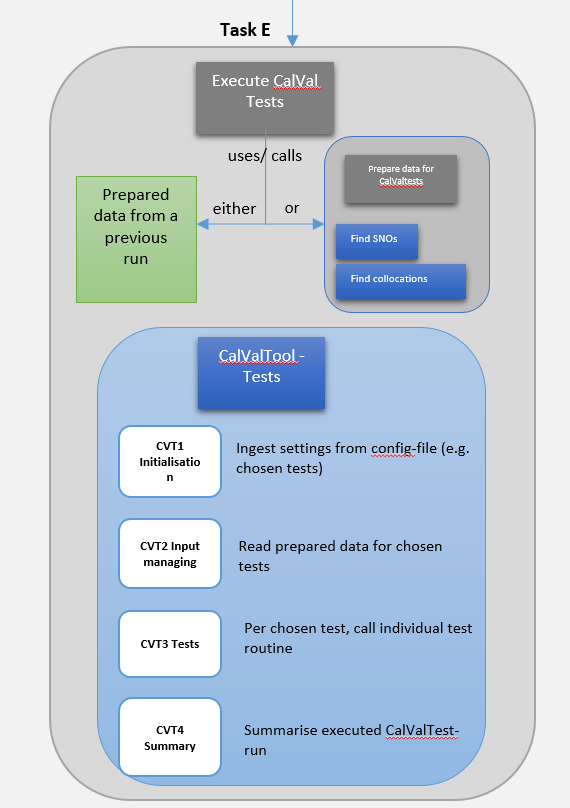 Task E
Execute CalVal
Tests
uses/ calls
Prepare data for
CalValtests
Prepared
data from a
previous
run
either
or
Find SNOs
Find collocations
CalValTool -
Tests
CVT1
Initialisatio
n
Ingest settings from config-file (e.g.
chosen tests)
CVT2 Input
managing
Read prepared data for chosen
tests
CVT3 Tests
Per chosen test, call individual test
routine
CVT4
Summary
Summarise executed CalValTest-
run